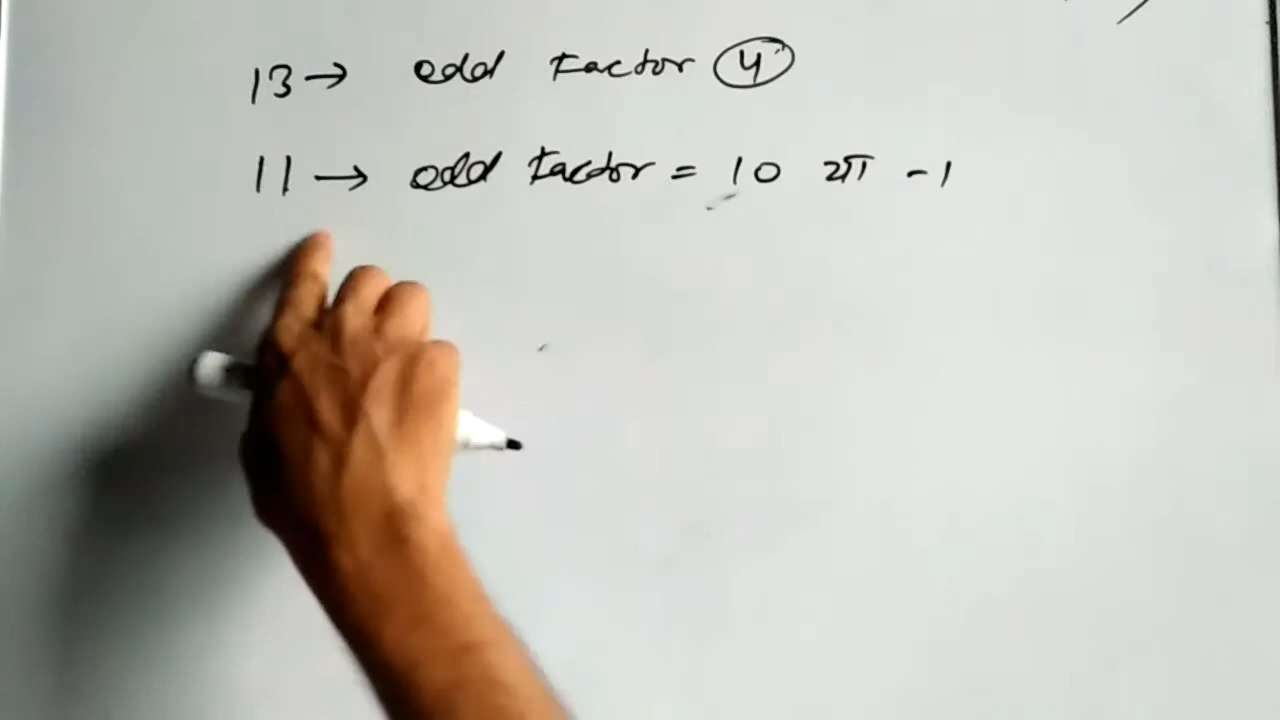 13 → odd factor 4
11 → odd factor = 10 या -1